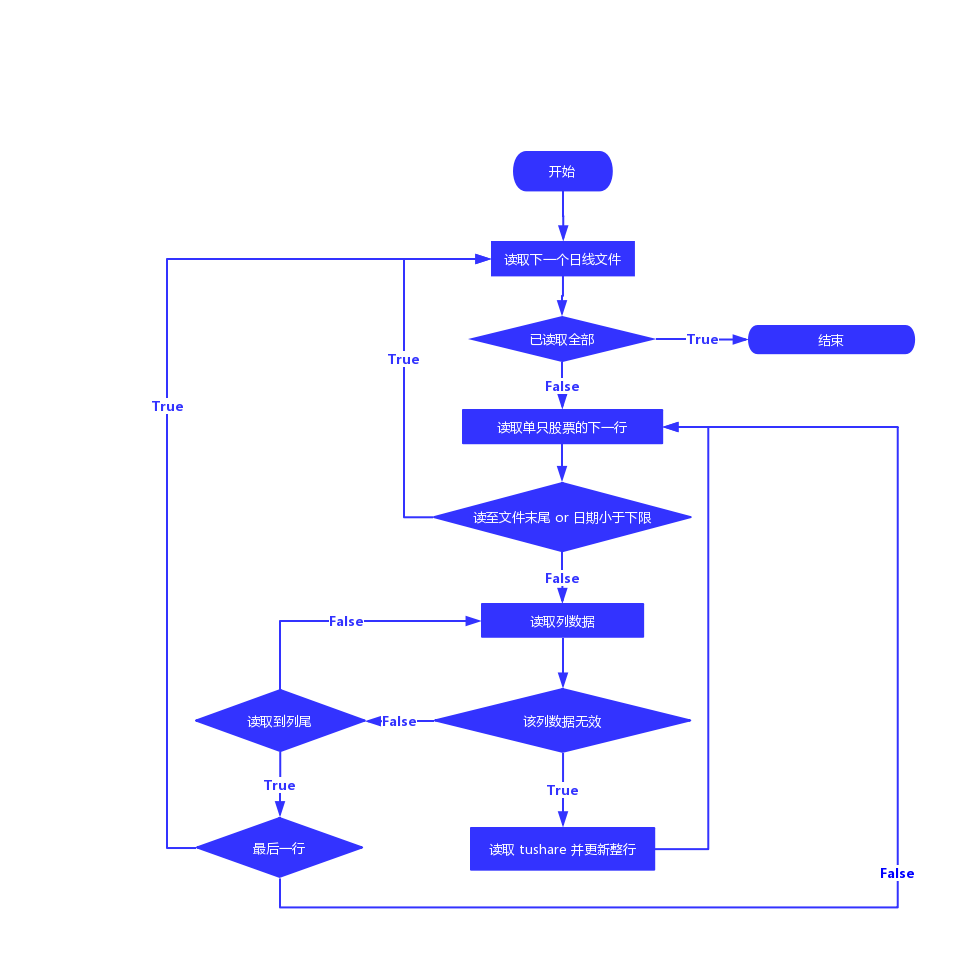 开始
读取下一个日线文件
已读取全部
True
结束
True
False
True
读取单只股票的下一行
读至文件末尾 or 日期小于下限
False
False
读取列数据
读取到列尾
False
该列数据无效
True
True
最后一行
读取 tushare 并更新整行
False